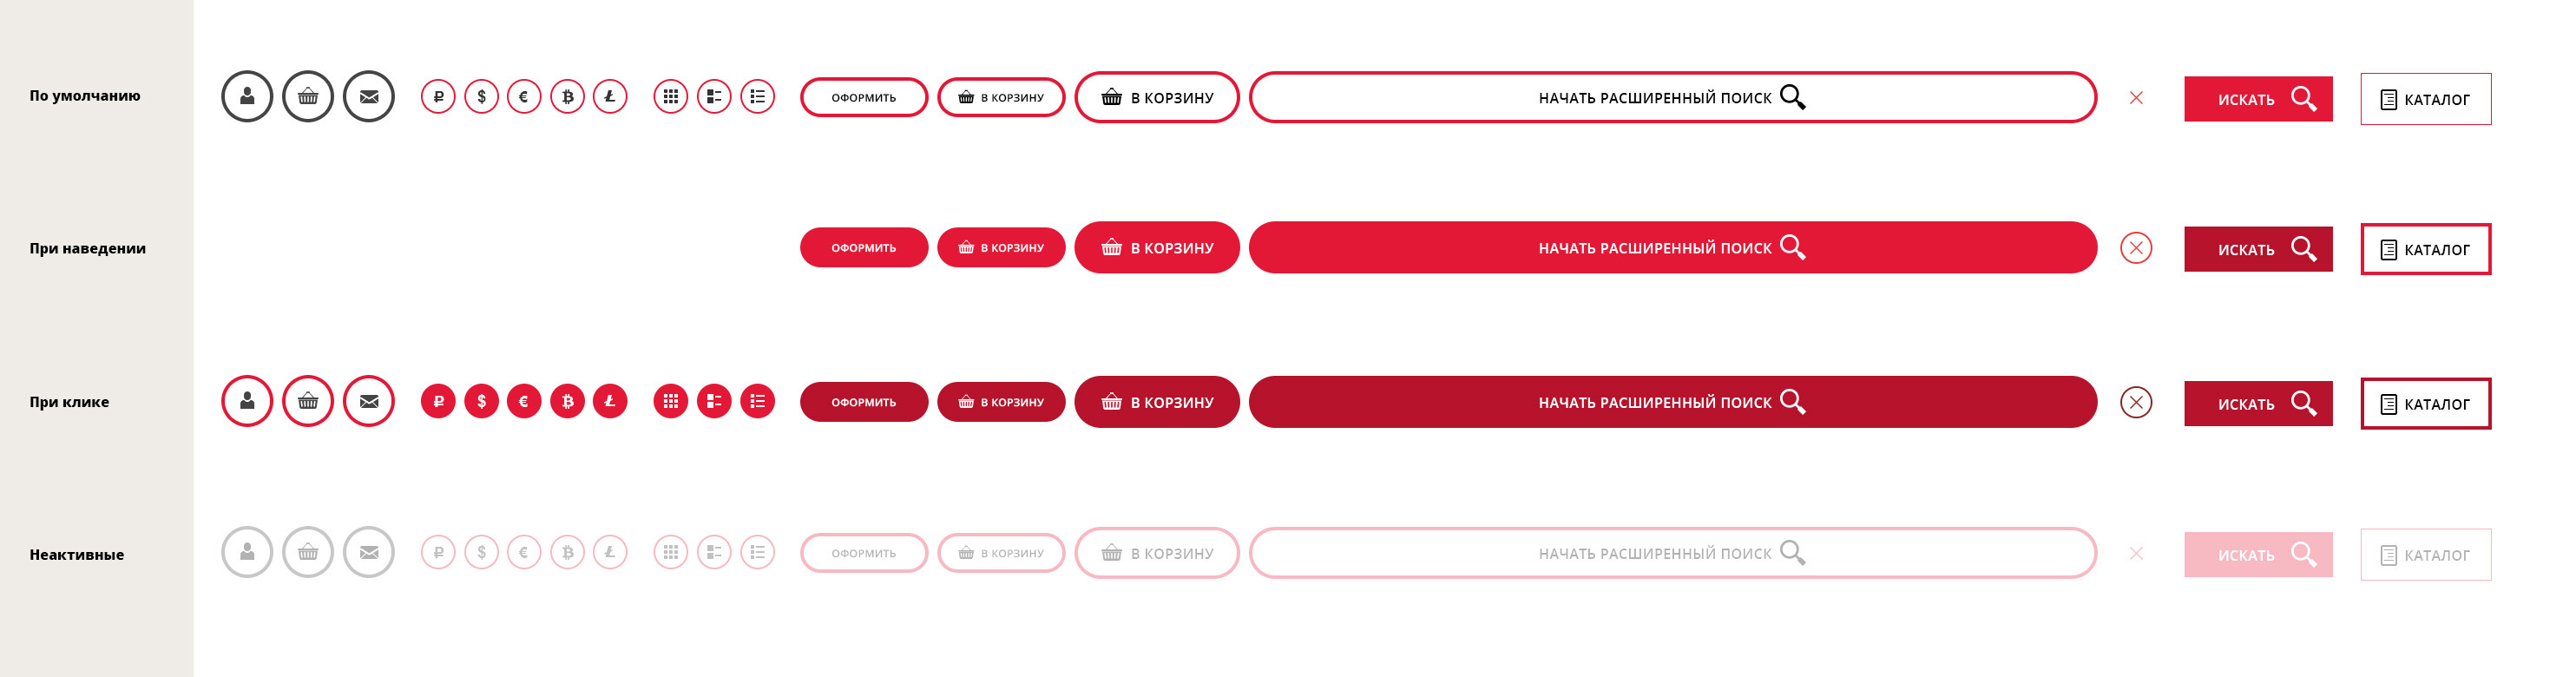 По умолчанию ₽ $ € ₿ Ł ОФОРМИТЬ В КОРЗИНУ В КОРЗИНУ НАЧАТЬ РАСШИРЕННЫЙ ПОИСК ИСКАТЬ КАТАЛОГ
При наведении ОФОРМИТЬ В КОРЗИНУ В КОРЗИНУ НАЧАТЬ РАСШИРЕННЫЙ ПОИСК ИСКАТЬ КАТАЛОГ
При клике ₽ $ € ₿ Ł ОФОРМИТЬ В КОРЗИНУ В КОРЗИНУ НАЧАТЬ РАСШИРЕННЫЙ ПОИСК ИСКАТЬ КАТАЛОГ
Неактивные ₽ $ € ₿ Ł ОФОРМИТЬ В КОРЗИНУ В КОРЗИНУ НАЧАТЬ РАСШИРЕННЫЙ ПОИСК ИСКАТЬ КАТАЛОГ